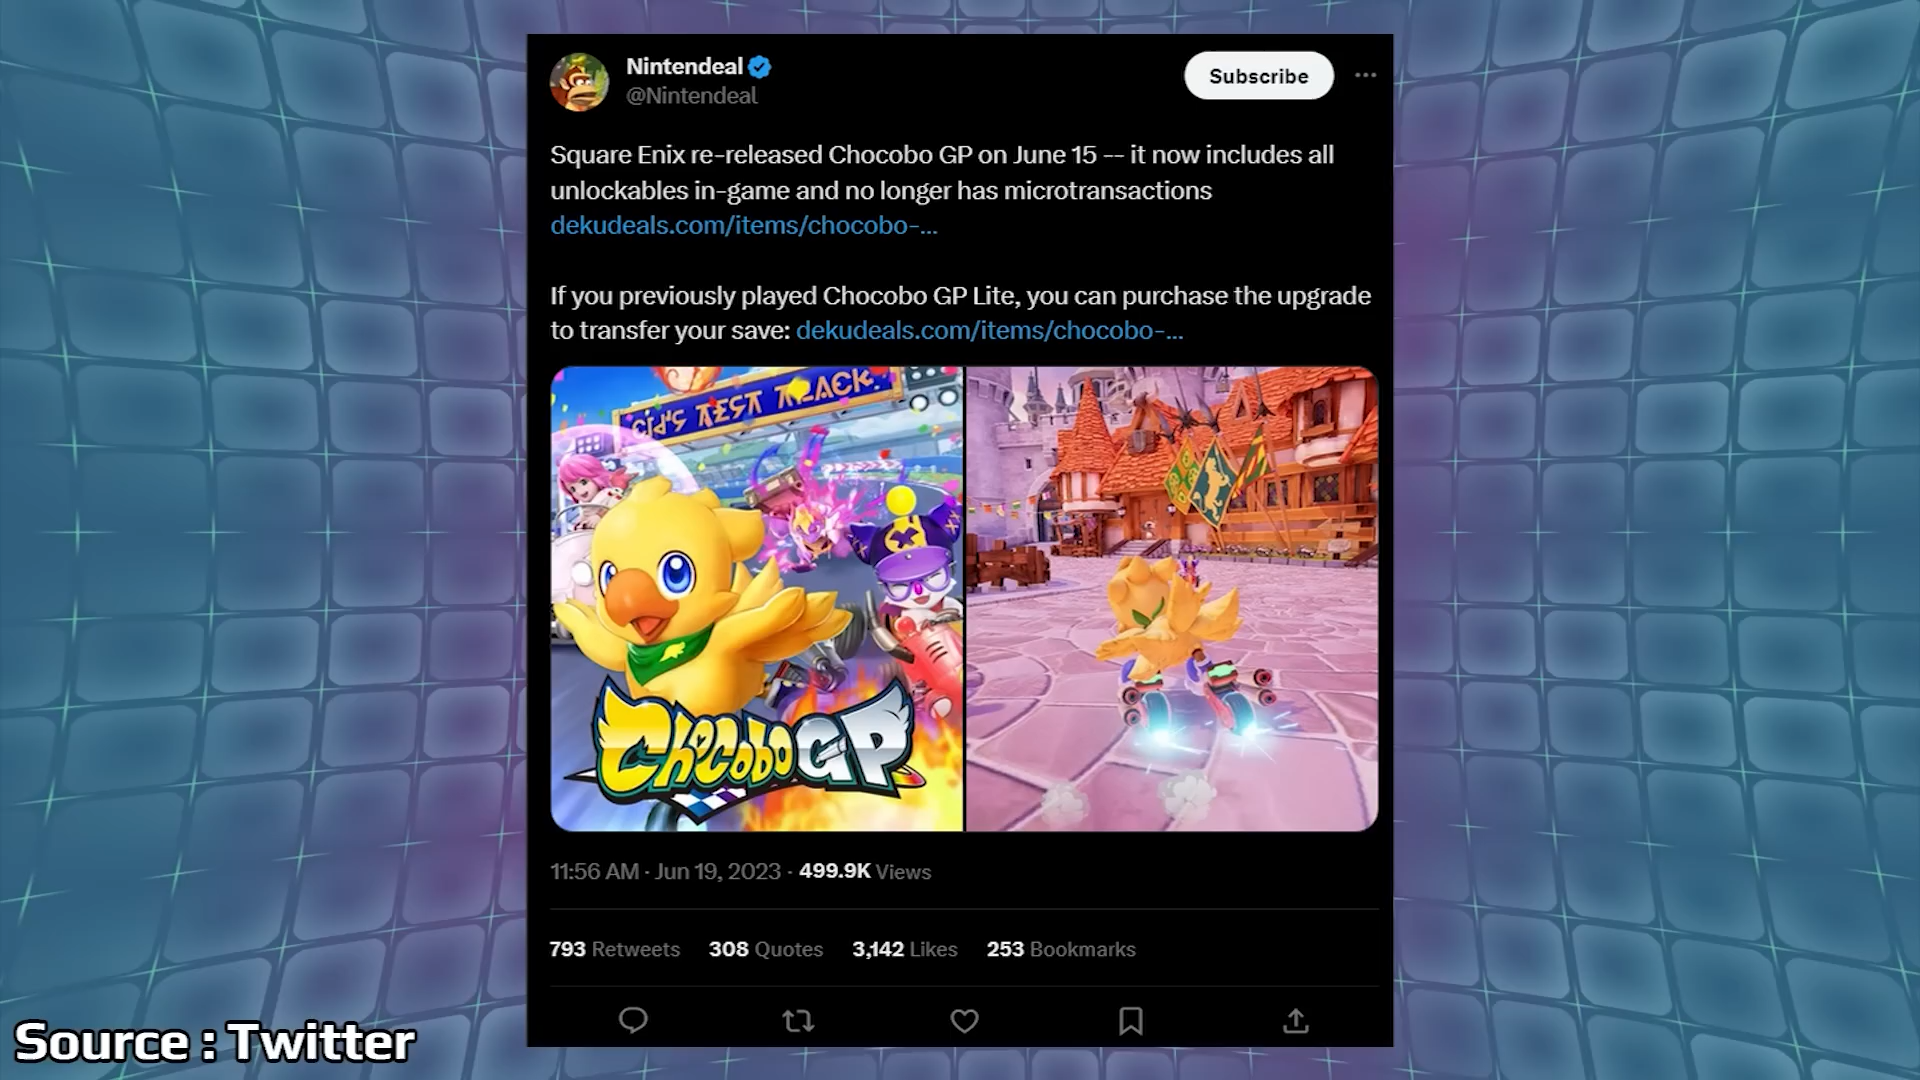 Nintendeal
@Nintendeal
Subscribe
Square Enix re-released Chocobo GP on June 15 -- it now includes all
unlockables in-game and no longer has microtransactions
dekudeals.com/items/chocobo-...
If you previously played Chocobo GP Lite, you can purchase the upgrade
to transfer your save: dekudeals.com/items/chocobo-...
Cid's TEST TRACK
Chocobo GP
11:56 AM · Jun 19, 2023 · 499.9K Views
793 Retweets 308 Quotes 3,142 Likes 253 Bookmarks
Source : Twitter